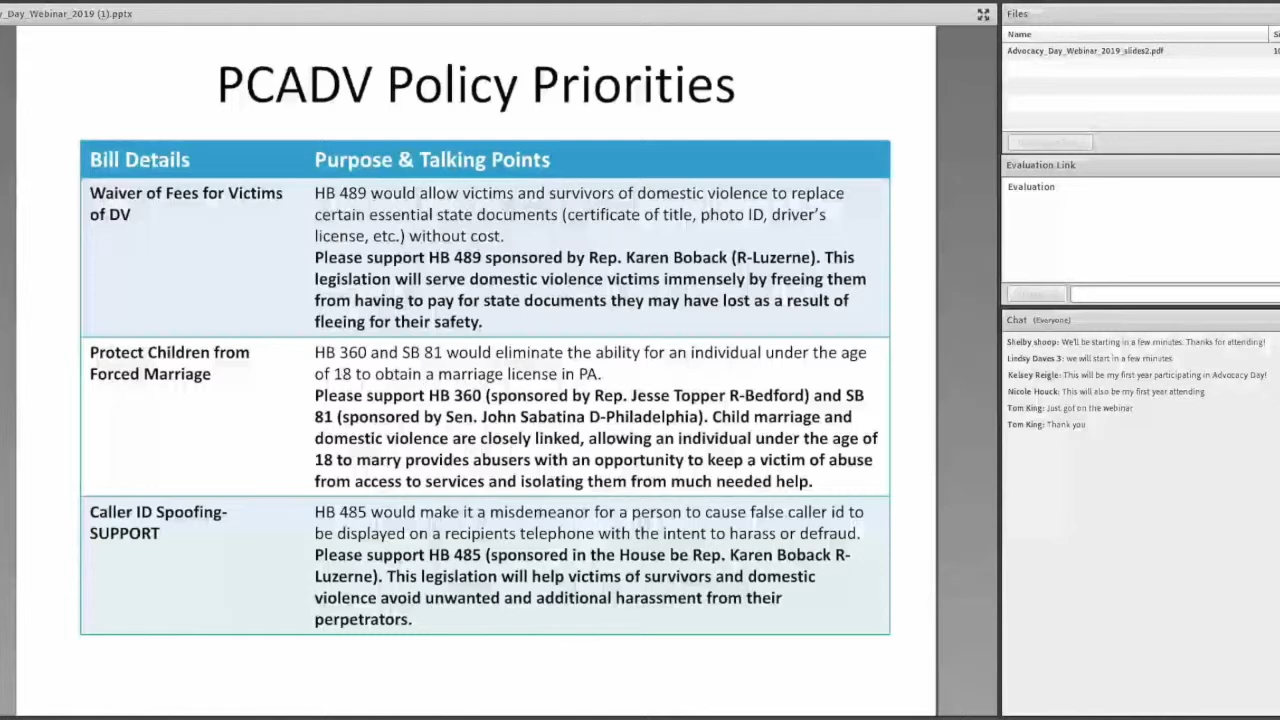 _Day_Webinar_2019 (1).pptx
PCADV Policy Priorities
Bill Details
Purpose & Talking Points
Waiver of Fees for Victims
of DV
HB 489 would allow victims and survivors of domestic violence to replace
certain essential state documents (certificate of title, photo ID, driver's
license, etc.) without cost.
Please support HB 489 sponsored by Rep. Karen Boback (R-Luzerne). This
legislation will serve domestic violence victims immensely by freeing them
from having to pay for state documents they may have lost as a result of
fleeing for their safety.
Protect Children from
Forced Marriage
HB 360 and SB 81 would eliminate the ability for an individual under the age
of 18 to obtain a marriage license in PA.
Please support HB 360 (sponsored by Rep. Jesse Topper R-Bedford) and SB
81 (sponsored by Sen. John Sabatina D-Philadelphia). Child marriage and
domestic violence are closely linked, allowing an individual under the age of
18 to marry provides abusers with an opportunity to keep a victim of abuse
from access to services and isolating them from much needed help.
Caller ID Spoofing-
SUPPORT
HB 485 would make it a misdemeanor for a person to cause false caller id to
be displayed on a recipients telephone with the intent to harass or defraud.
Please support HB 485 (sponsored in the House be Rep. Karen Boback R-
Luzerne). This legislation will help victims of survivors and domestic
violence avoid unwanted and additional harassment from their
perpetrators.
Files
Name
Advocacy_Day_Webinar_2019_slides2.pdf
Evaluation Link
Evaluation
Chat (Everyone)
Shelby shoop: We'll be starting in a few minutes. Thanks for attending!
Lindsy Daves 3: we will start in a few minutes
Kelsey Reigle: This will be my first year participating in Advocacy Day!
Nicole Houck: This will also be my first year attending
Tom King: Just got on the webinar
Tom King: Thank you